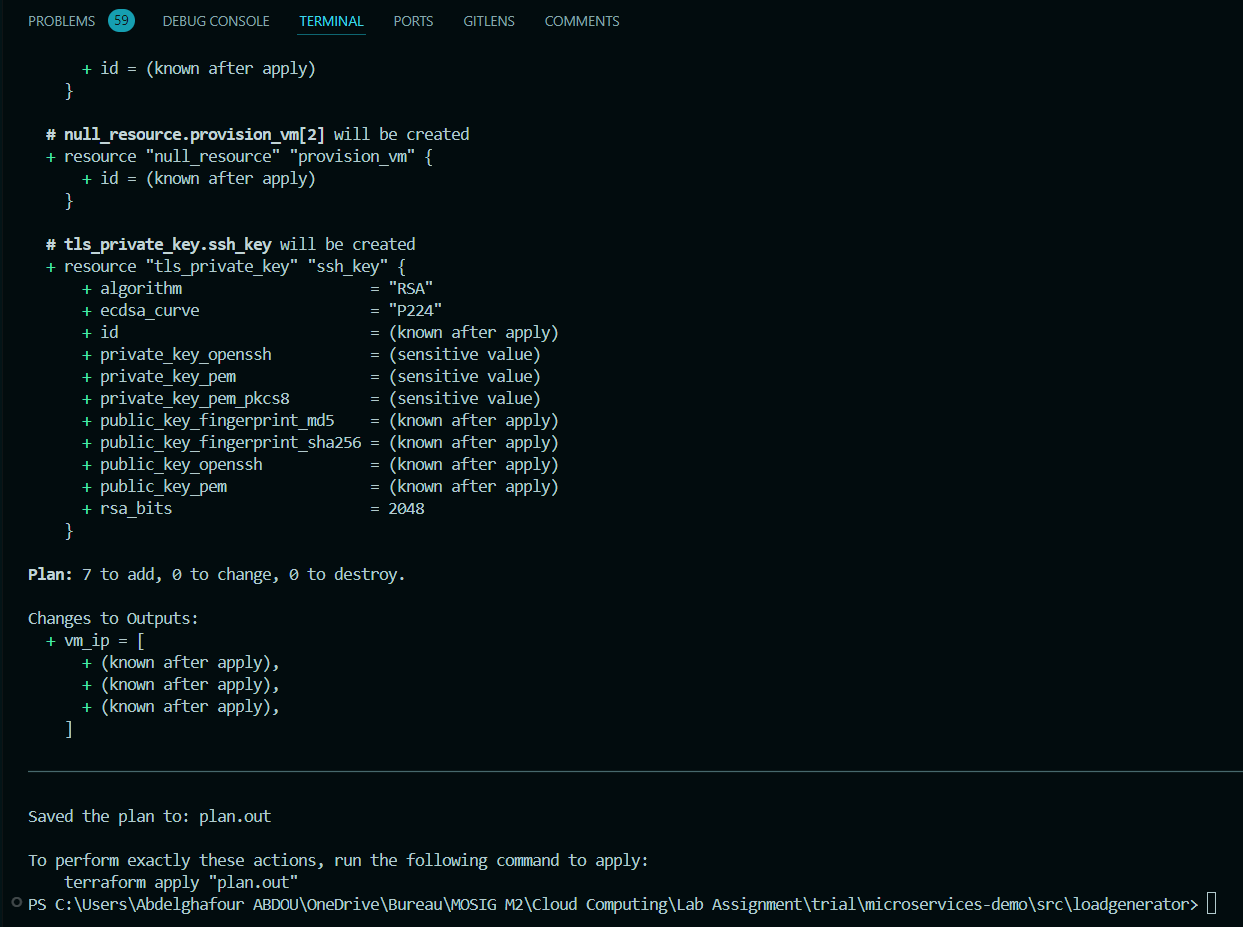 PROBLEMS 59 DEBUG CONSOLE TERMINAL PORTS GITLENS COMMENTS
+ id = (known after apply)
}
# null_resource.provision_vm[2] will be created
+ resource "null_resource" "provision_vm" {
+ id = (known after apply)
}
# tls_private_key.ssh_key will be created
+ resource "tls_private_key" "ssh_key" {
+ algorithm = "RSA"
+ ecdsa_curve = "P224"
+ id = (known after apply)
+ private_key_openssh = (sensitive value)
+ private_key_pem = (sensitive value)
+ private_key_pem_pkcs8 = (sensitive value)
+ public_key_fingerprint_md5 = (known after apply)
+ public_key_fingerprint_sha256 = (known after apply)
+ public_key_openssh = (known after apply)
+ public_key_pem = (known after apply)
+ rsa_bits = 2048
}
Plan: 7 to add, 0 to change, 0 to destroy.
Changes to Outputs:
+ vm_ip = [
+ (known after apply),
+ (known after apply),
+ (known after apply),
]
Saved the plan to: plan.out
To perform exactly these actions, run the following command to apply:
terraform apply "plan.out"
PS C:\Users\Abdelghafour ABDOU\OneDrive\Bureau\MOSIG M2\Cloud Computing\Lab Assignment\trial\microservices-demo\src\loadgenerator>